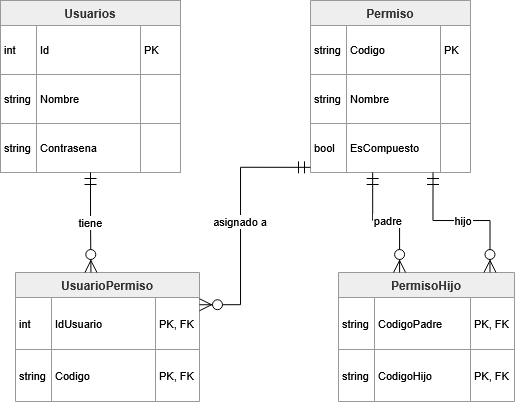 Usuarios
int Id PK
string Nombre
string Contrasena
Permiso
string Codigo PK
string Nombre
bool EsCompuesto
tiene
asignado a
padre
hijo
UsuarioPermiso
int IdUsuario PK, FK
string Codigo PK, FK
PermisoHijo
string CodigoPadre PK, FK
string CodigoHijo PK, FK